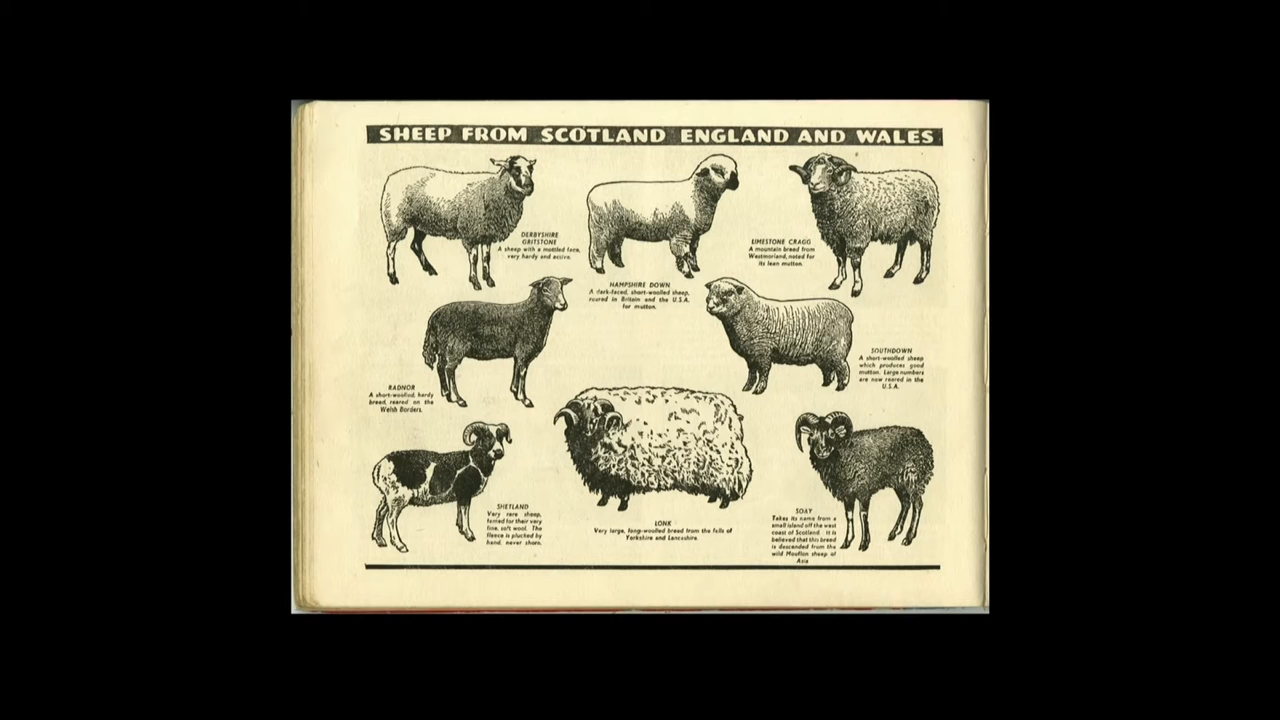 SHEEP FROM SCOTLAND ENGLAND AND WALES
DERBYSHIRE
GRITSTONE
A sheep with a mottled face,
very hardy and active.
HAMPSHIRE DOWN
A dark-faced, short-woolled sheep,
reared in Britain and the U.S.A.
for mutton.
LIMESTONE CRAGG
A mountain breed from
Westmorland, noted for
its lean mutton.
RADNOR
A short-woolled, hardy
breed, reared on the
Welsh Borders.
SOUTHDOWN
A short-woolled sheep
which produces good
mutton. Large numbers
are now reared in the
U.S.A.
SHETLAND
Very rare sheep,
famed for their very
fine, soft wool. The
fleece is plucked by
hand, never shorn.
LONK
Very large, long-woolled breed from the fells of
Yorkshire and Lancashire.
SOAY
Takes its name from a
small island off the west
coast of Scotland. It is
believed that this breed
is descended from the
wild Mouflon sheep of
Asia